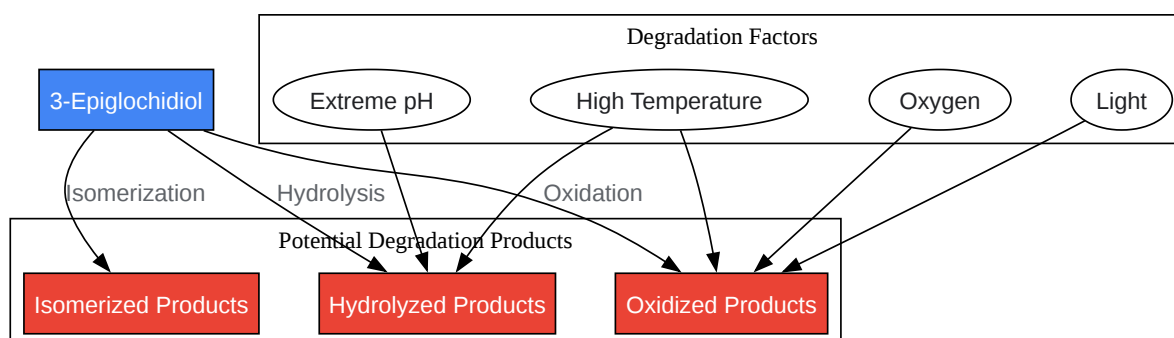 Degradation Factors
3-Epiglochidiol
Extreme pH
High Temperature
Oxygen
Light
Isomerization
Hydrolysis
Oxidation
Potential Degradation Products
Isomerized Products
Hydrolyzed Products
Oxidized Products